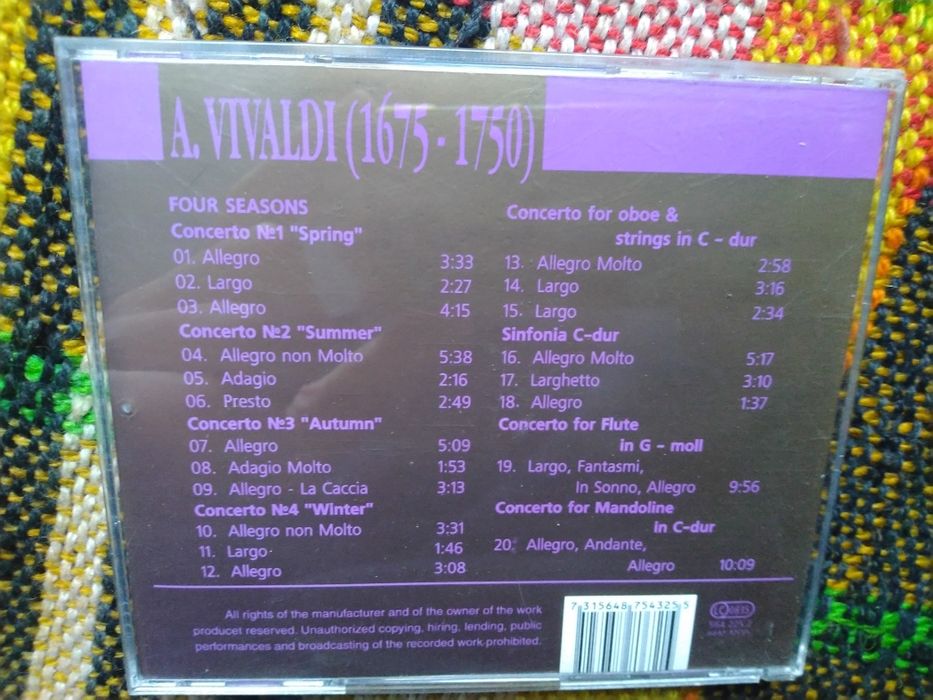 A. VIVALDI (1675 - 1750)
FOUR SEASONS
Concerto №1 "Spring"
01. Allegro 3:33
02. Largo 2:27
03. Allegro 4:15
Concerto №2 "Summer"
04. Allegro non Molto 5:38
05. Adagio 2:16
06. Presto 2:49
Concerto №3 "Autumn"
07. Allegro 5:09
08. Adagio Molto 1:53
09. Allegro - La Caccia 3:13
Concerto №4 "Winter"
10. Allegro non Molto 3:31
11. Largo 1:46
12. Allegro 3:08
Concerto for oboe &
strings in C - dur
13. Allegro Molto 2:58
14. Largo 3:16
15. Largo 2:34
Sinfonia C-dur
16. Allegro Molto 5:17
17. Larghetto 3:10
18. Allegro 1:37
Concerto for Flute
in G - moll
19. Largo, Fantasmi,
In Sonno, Allegro 9:56
Concerto for Mandoline
in C-dur
20. Allegro, Andante,
Allegro 10:09
All rights of the manufacturer and of the owner of the work
producet reserved. Unauthorized copying, hiring, lending, public
performances and broadcasting of the recorded work prohibited.
7 315648 754325 5